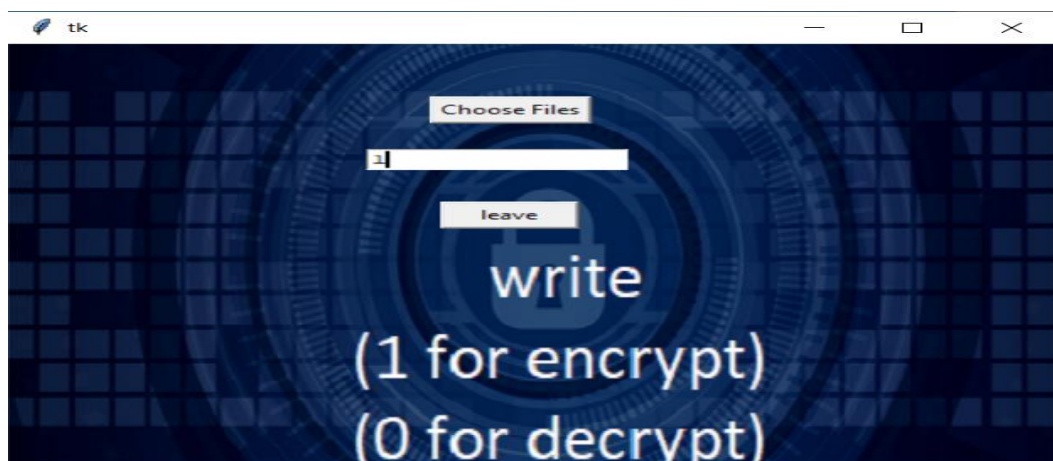 tk
Choose Files
1
leave
write
(1 for encrypt)
(0 for decrypt)